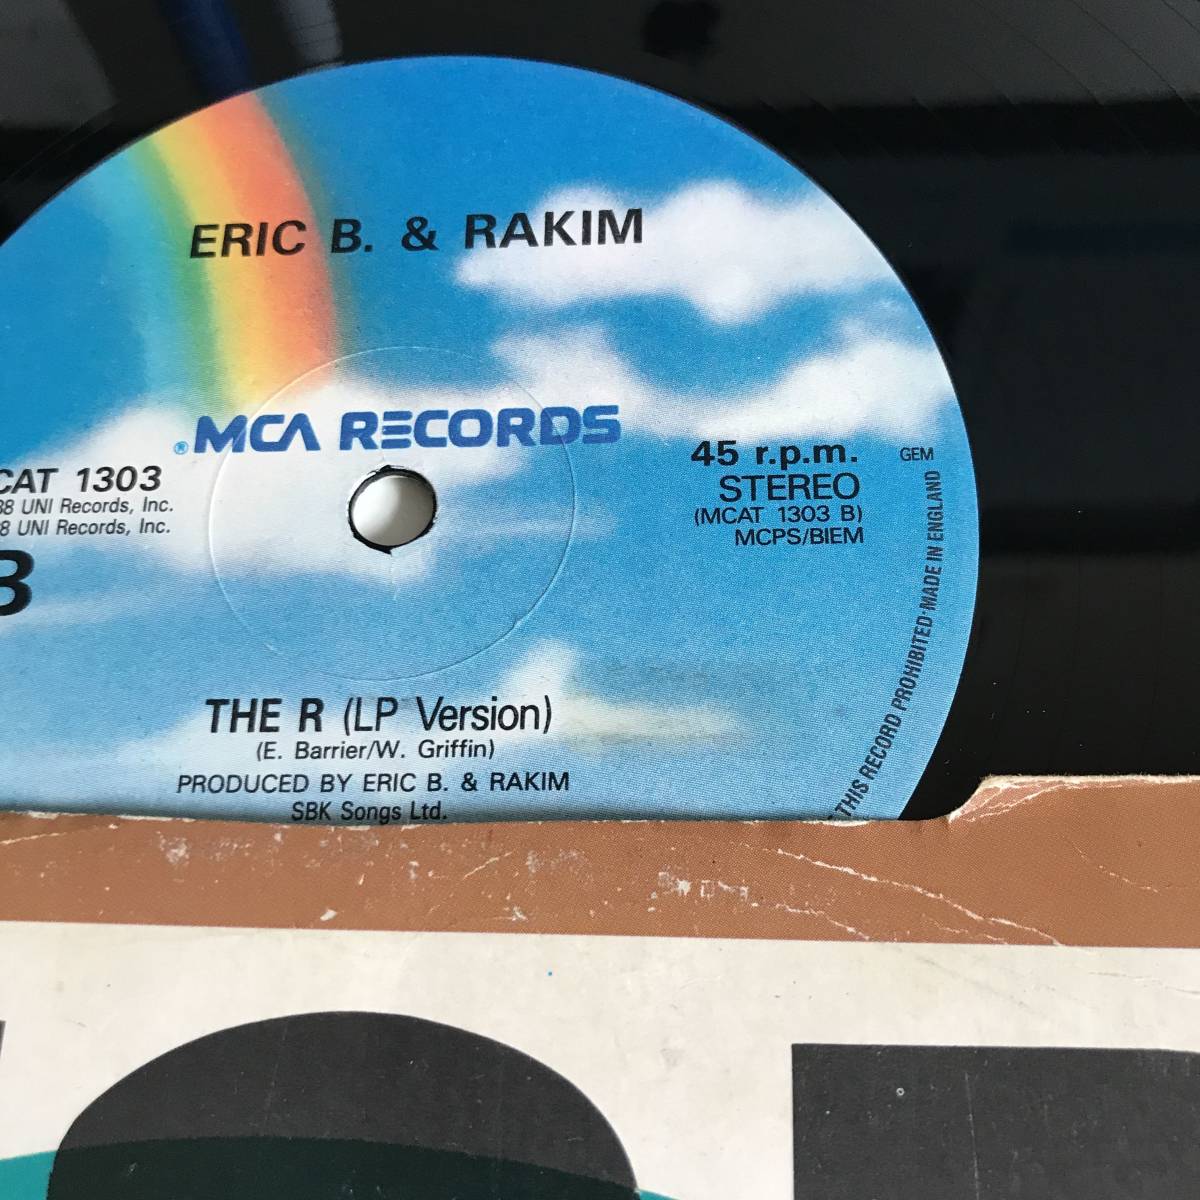 ERIC B. & RAKIM
® MCA RECORDS
CAT 1303
88 UNI Records, Inc.
8 UNI Records, Inc.
B
45 r.p.m.
STEREO
(MCAT 1303 B)
MCPS/BIEM
GEM
THIS RECORD PROHIBITED·MADE IN ENGLAND
THE R (LP Version)
(E. Barrier/W. Griffin)
PRODUCED BY ERIC B. & RAKIM
SBK Songs Ltd.